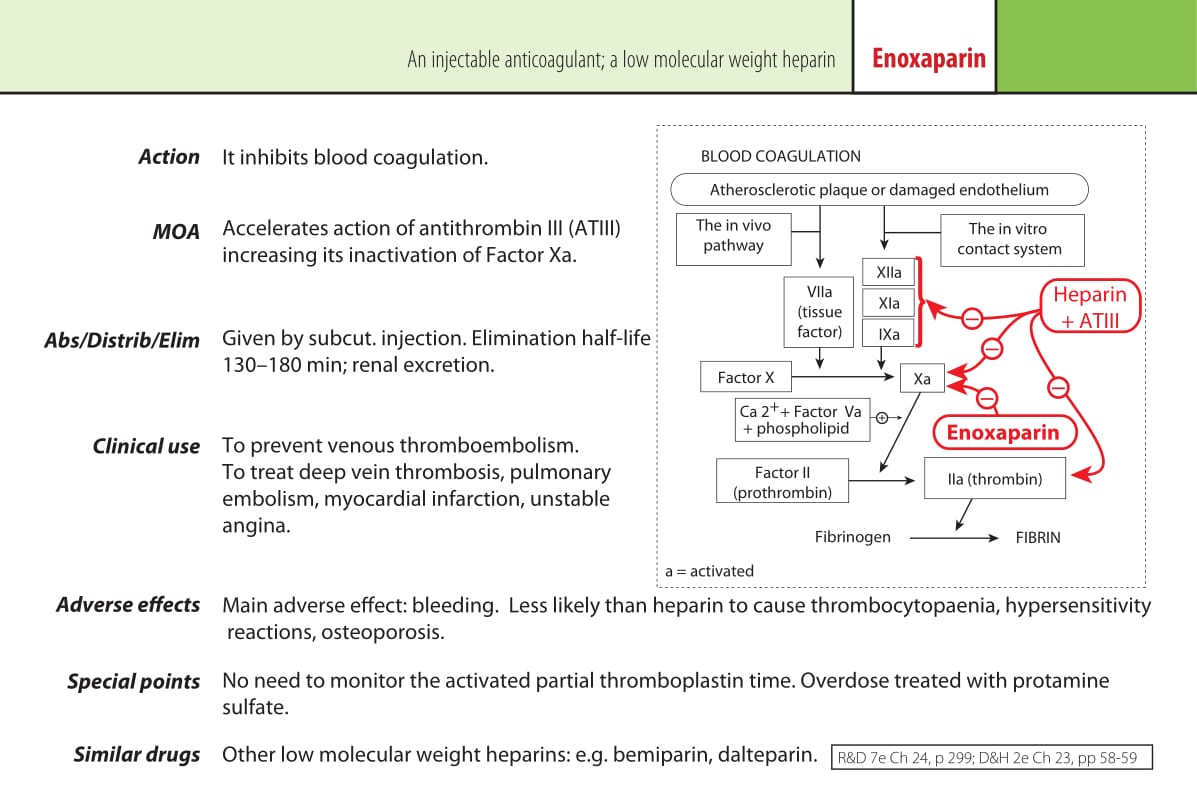 An injectable anticoagulant; a low molecular weight heparin
Enoxaparin
Action
It inhibits blood coagulation.
MOA
Accelerates action of antithrombin III (ATIII)
increasing its inactivation of Factor Xa.
Abs/Distrib/Elim
Given by subcut. injection. Elimination half-life
130–180 min; renal excretion.
Clinical use
To prevent venous thromboembolism.
To treat deep vein thrombosis, pulmonary
embolism, myocardial infarction, unstable
angina.
BLOOD COAGULATION
Atherosclerotic plaque or damaged endothelium
The in vivo
pathway
The in vitro
contact system
XIIa
XIa
IXa
VIIa
(tissue
factor)
Heparin
+ ATIII
Factor X
Xa
Ca 2++ Factor Va
+ phospholipid
Enoxaparin
Factor II
(prothrombin)
IIa (thrombin)
Fibrinogen
FIBRIN
a = activated
Adverse effects
Main adverse effect: bleeding. Less likely than heparin to cause thrombocytopaenia, hypersensitivity
reactions, osteoporosis.
Special points
No need to monitor the activated partial thromboplastin time. Overdose treated with protamine
sulfate.
Similar drugs
Other low molecular weight heparins: e.g. bemiparin, dalteparin.
R&D 7e Ch 24, p 299; D&H 2e Ch 23, pp 58-59